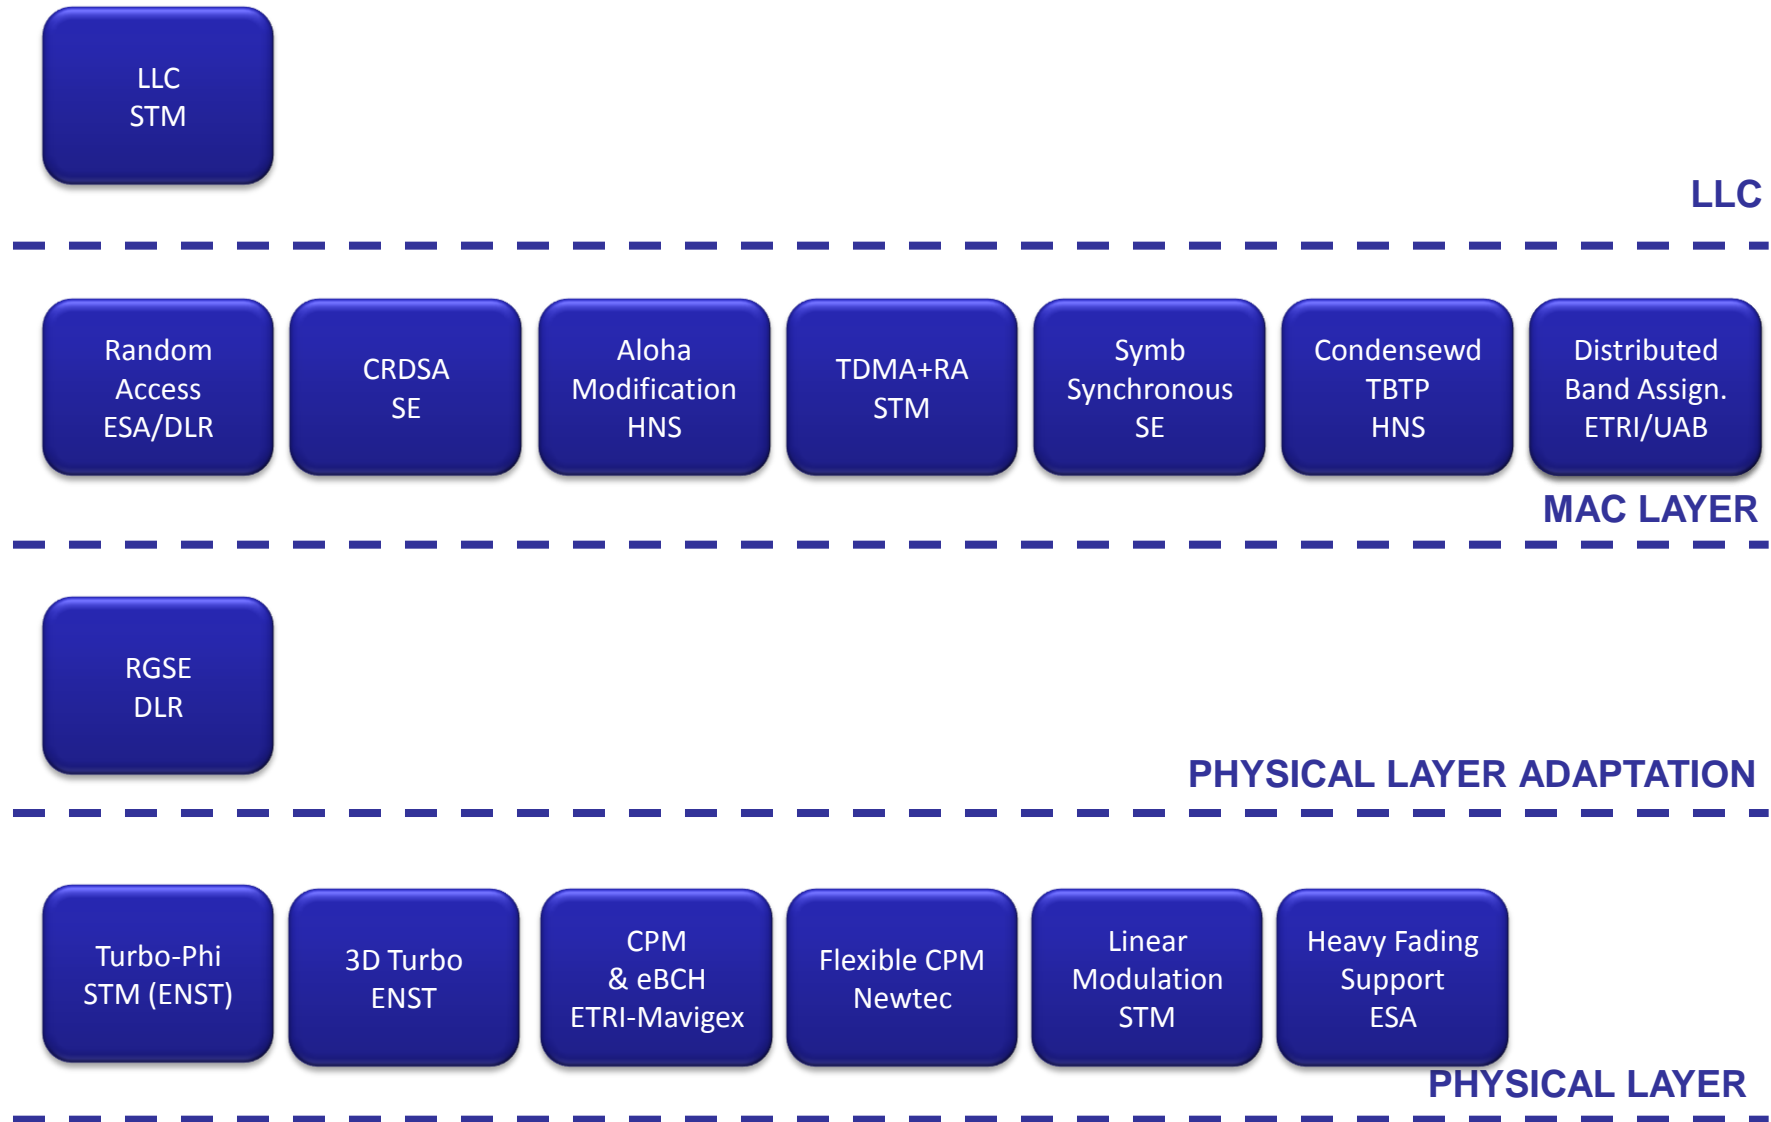 LLC
STM
LLC
Random
Access
ESA/DLR
CRDSA
SE
Aloha
Modification
HNS
TDMA+RA
STM
Symb
Synchronous
SE
Condensewd
TBTP
HNS
Distributed
Band Assign.
ETRI/UAB
MAC LAYER
RGSE
DLR
PHYSICAL LAYER ADAPTATION
Turbo-Phi
STM (ENST)
3D Turbo
ENST
CPM
& eBCH
ETRI-Mavigex
Flexible CPM
Newtec
Linear
Modulation
STM
Heavy Fading
Support
ESA
PHYSICAL LAYER